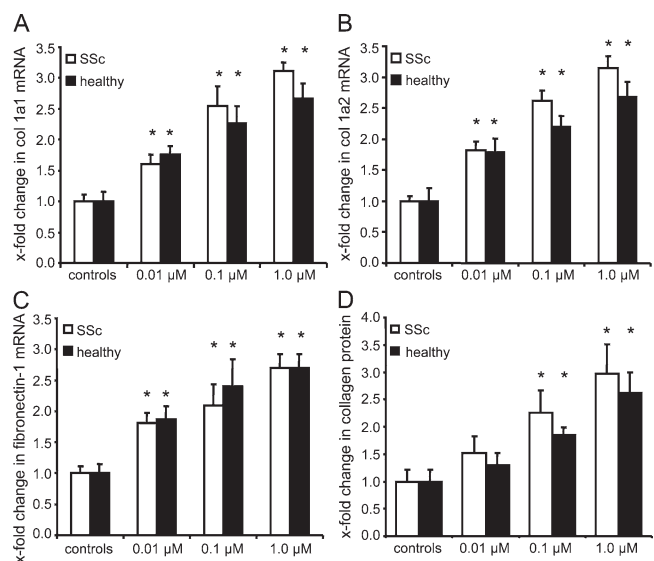 A
x-fold change in col 1a1 mRNA
3.5
3.0
2.5
2.0
1.5
1.0
0.5
0.0
SSc
healthy
* * * * * *
controls 0.01 µM 0.1 µM 1.0 µM
B
x-fold change in col 1a2 mRNA
3.5
3.0
2.5
2.0
1.5
1.0
0.5
0.0
SSc
healthy
* * * * * *
controls 0.01 µM 0.1 µM 1.0 µM
C
x-fold change in fibronectin-1 mRNA
3.5
3.0
2.5
2.0
1.5
1.0
0.5
0.0
SSc
healthy
* * * * * *
controls 0.01 µM 0.1 µM 1.0 µM
D
x-fold change in collagen protein
4.0
3.5
3.0
2.5
2.0
1.5
1.0
0.5
0.0
SSc
healthy
* * * *
controls 0.01 µM 0.1 µM 1.0 µM